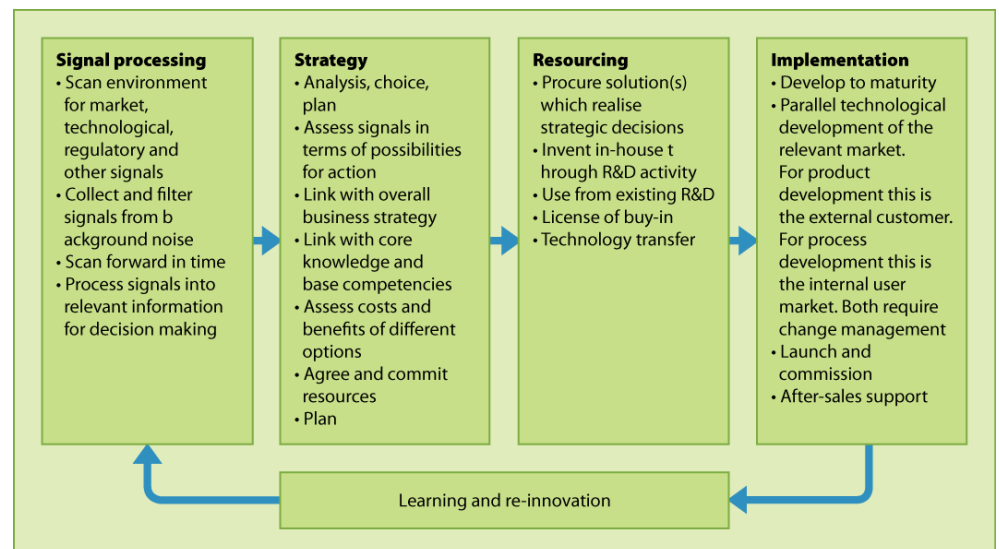 Signal processing
• Scan environment
for market,
technological,
regulatory and
other signals
• Collect and filter
signals from b
ackground noise
• Scan forward in time
• Process signals into
relevant information
for decision making
Strategy
• Analysis, choice,
plan
• Assess signals in
terms of possibilities
for action
• Link with overall
business strategy
• Link with core
knowledge and
base competencies
• Assess costs and
benefits of different
options
• Agree and commit
resources
• Plan
Resourcing
• Procure solution(s)
which realise
strategic decisions
• Invent in-house t
hrough R&D activity
• Use from existing R&D
• License of buy-in
• Technology transfer
Implementation
• Develop to maturity
• Parallel technological
development of the
relevant market.
For product
development this is
the external customer.
For process
development this is
the internal user
market. Both require
change management
• Launch and
commission
• After-sales support
Learning and re-innovation